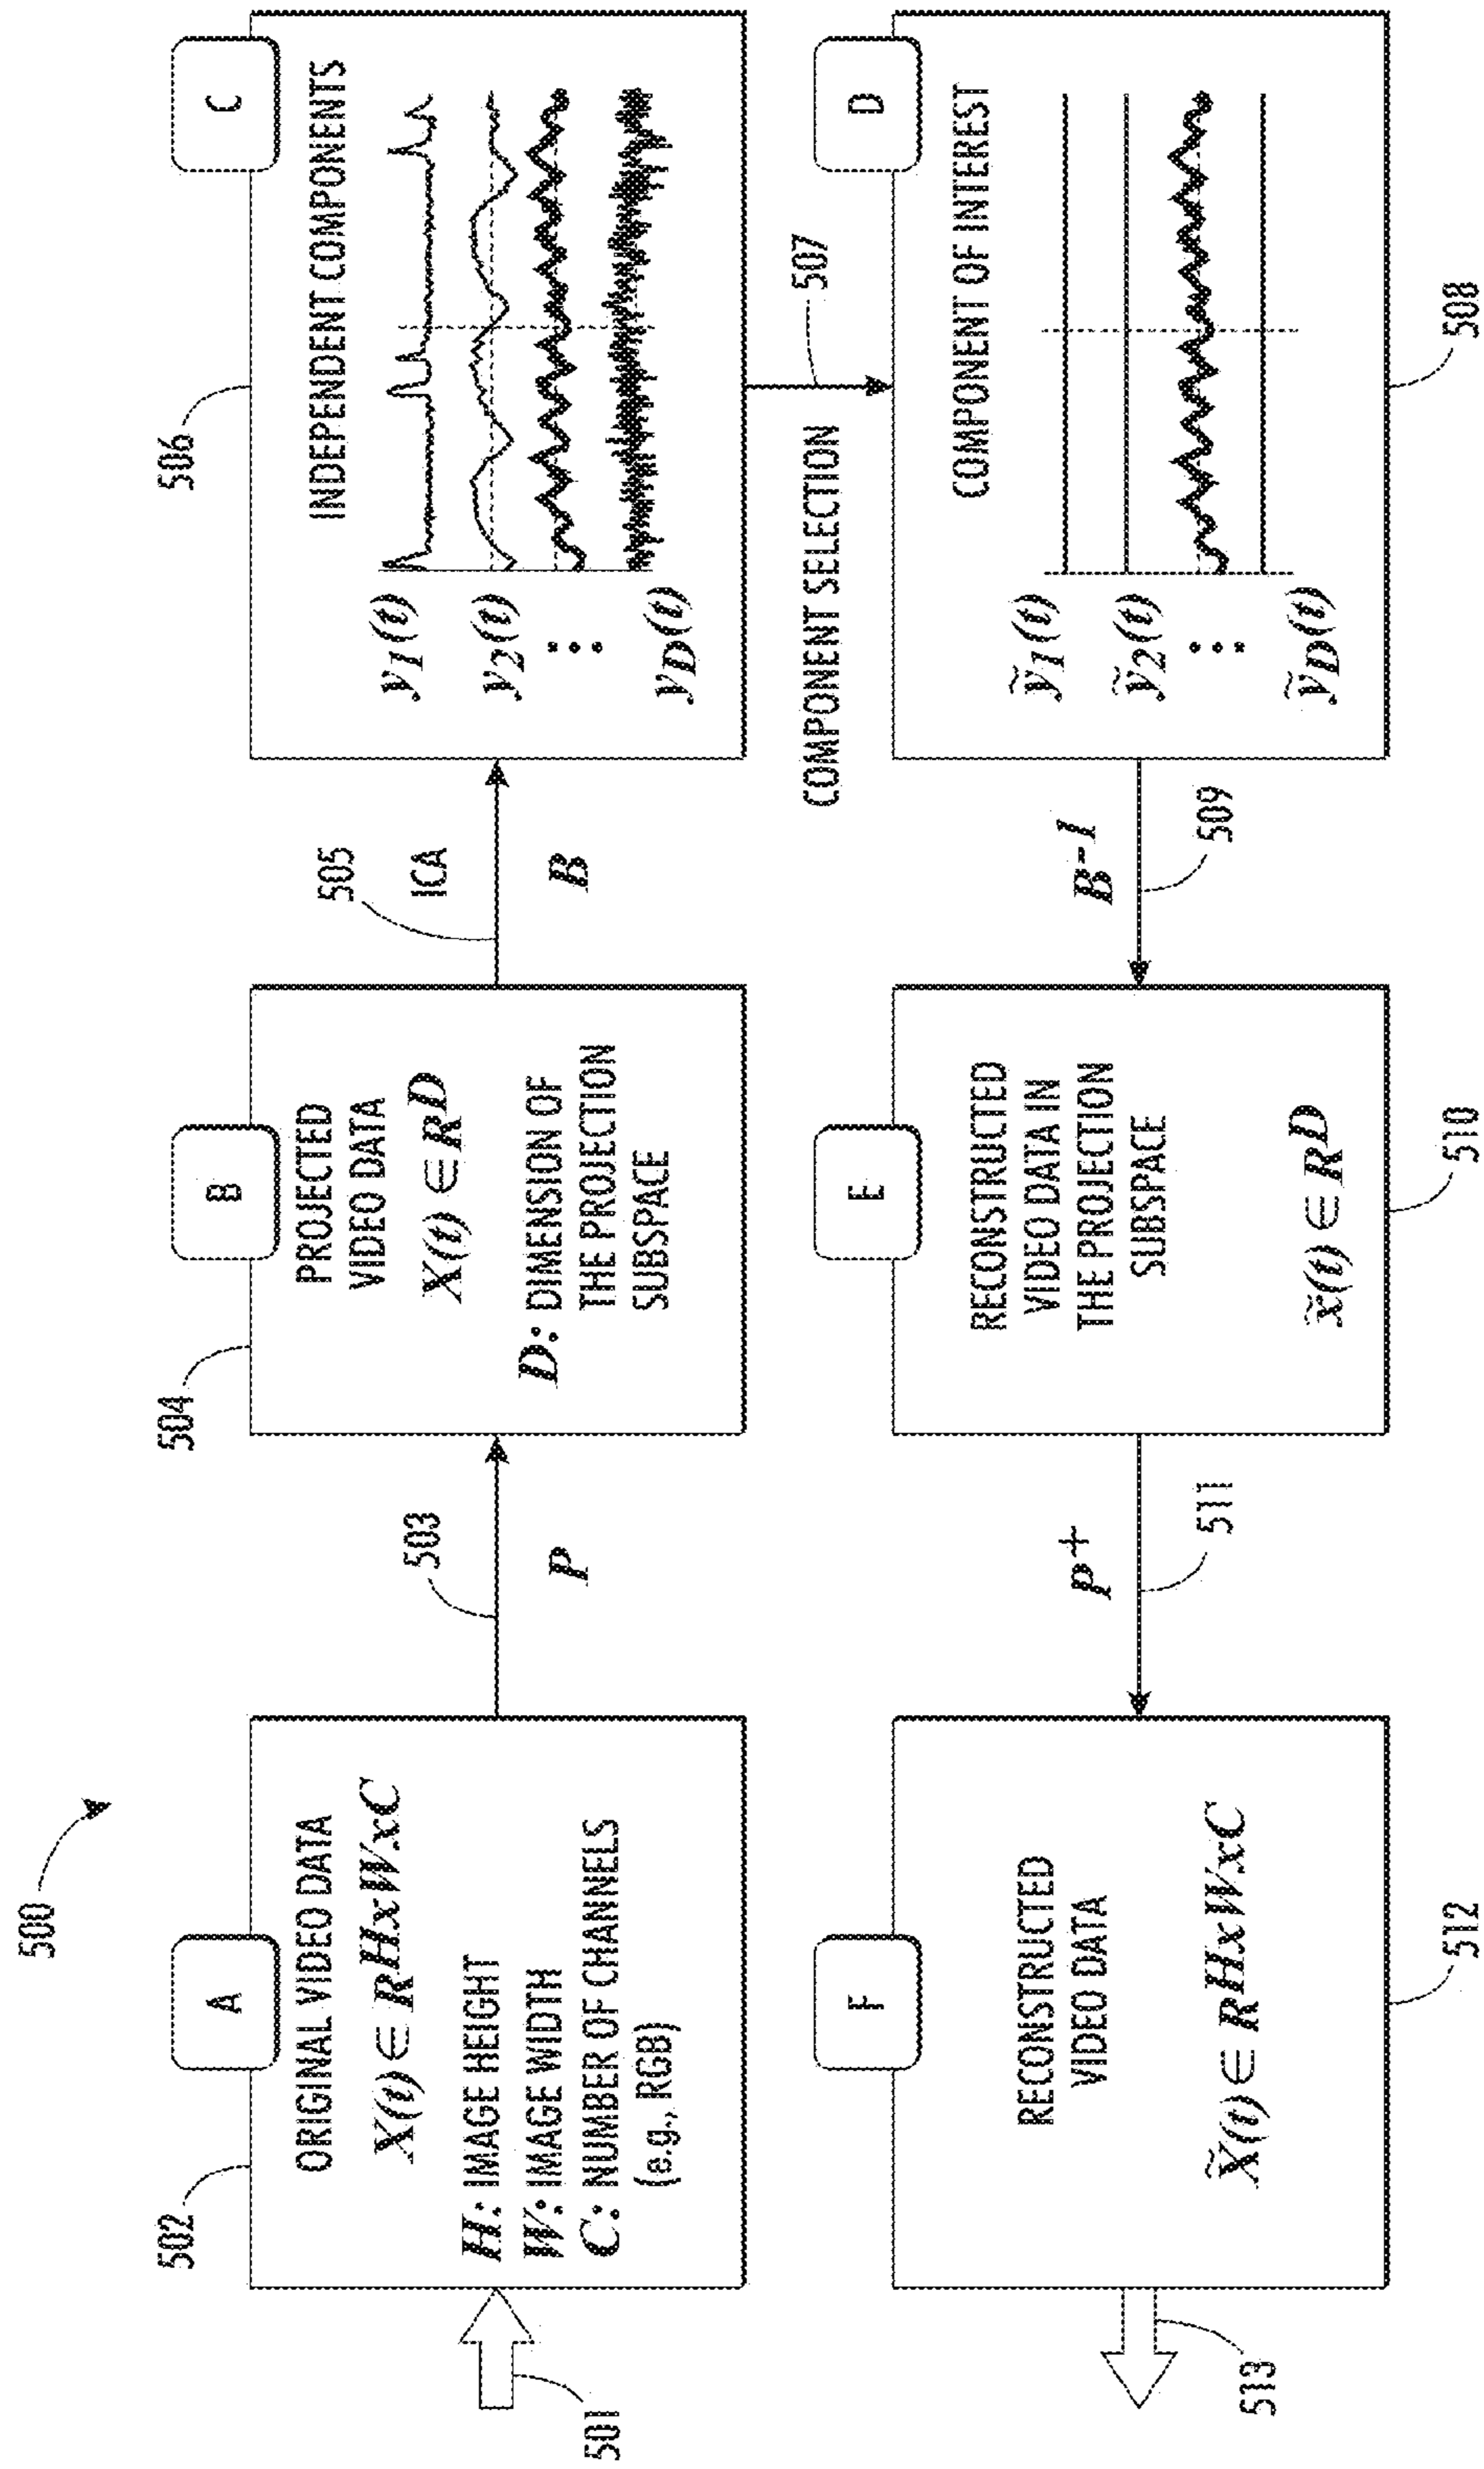 500
502
A
ORIGINAL VIDEO DATA
X(t) ∈ R^HxWxC
H: IMAGE HEIGHT
W: IMAGE WIDTH
C: NUMBER OF CHANNELS
(e.g., RGB)
501
503
P
504
B
PROJECTED
VIDEO DATA
X(t) ∈ R^D
D: DIMENSION OF
THE PROJECTION
SUBSPACE
505
ICA
B
506
C
INDEPENDENT COMPONENTS
y1(t)
y2(t)
⋮
yD(t)
COMPONENT SELECTION
507
D
COMPONENT OF INTEREST
ỹ1(t)
ỹ2(t)
⋮
ỹD(t)
508
B^-1
509
E
RECONSTRUCTED
VIDEO DATA IN
THE PROJECTION
SUBSPACE
x̃(t) ∈ R^D
510
P^+
511
F
RECONSTRUCTED
VIDEO DATA
X̃(t) ∈ R^HxWxC
512
513